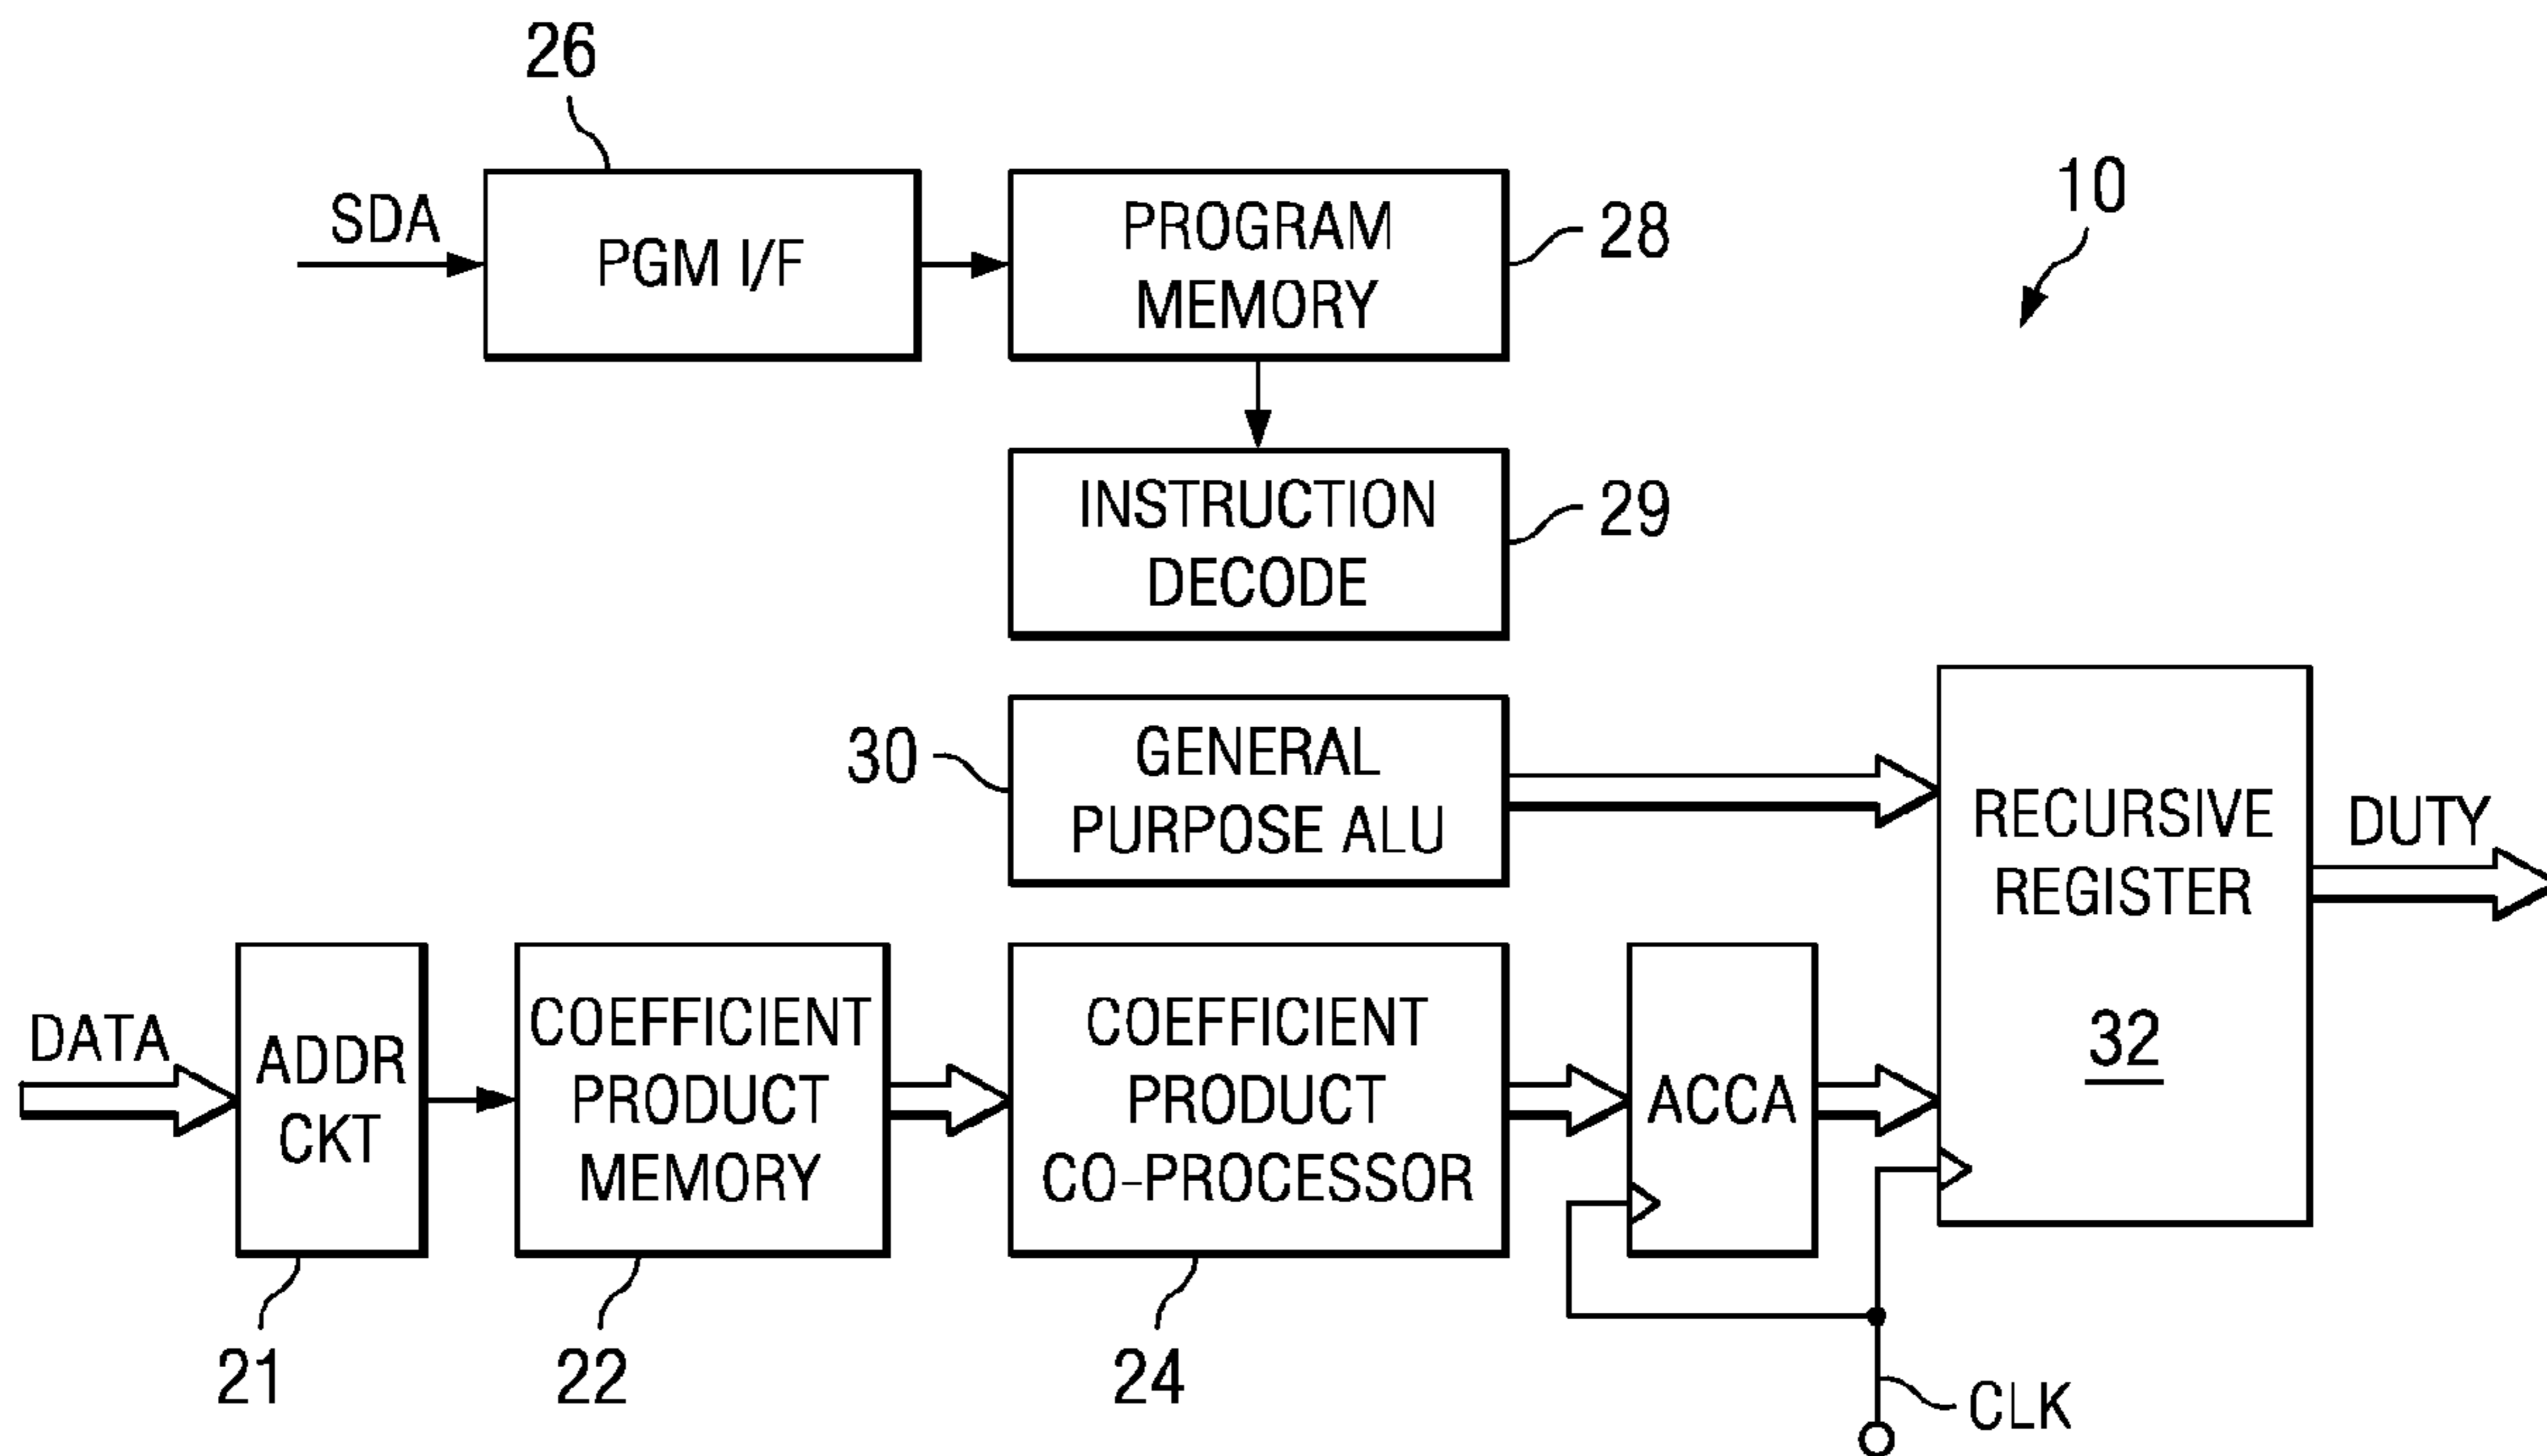 26
10
SDA
PGM I/F
PROGRAM
MEMORY
28
INSTRUCTION
DECODE
29
30
GENERAL
PURPOSE ALU
RECURSIVE
REGISTER
32
DUTY
DATA
ADDR
CKT
COEFFICIENT
PRODUCT
MEMORY
COEFFICIENT
PRODUCT
CO-PROCESSOR
ACCA
21
22
24
CLK